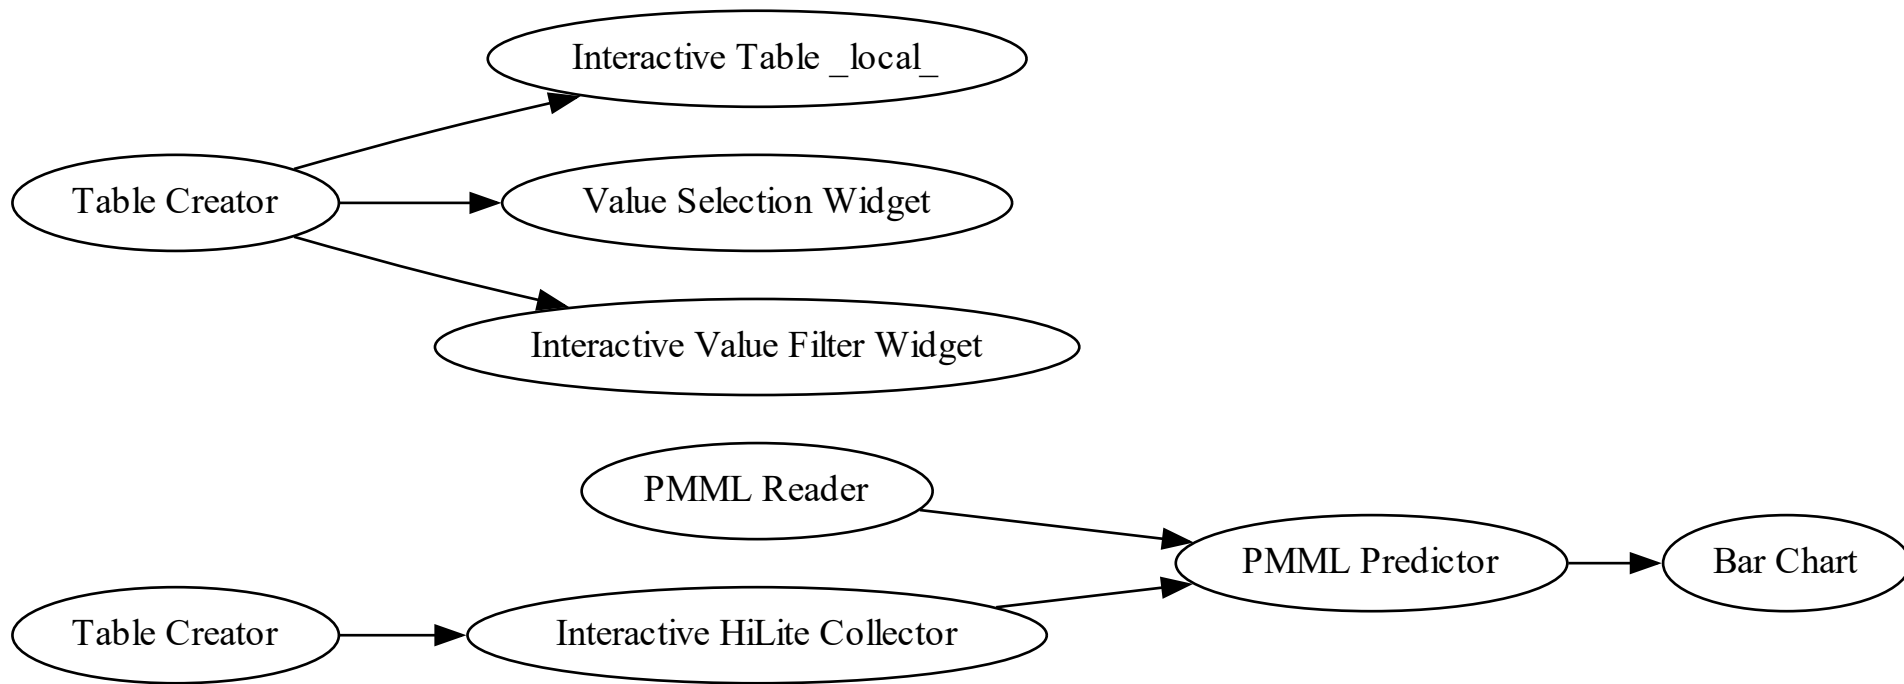 Interactive Table _local_
Table Creator
Value Selection Widget
Interactive Value Filter Widget
PMML Reader
PMML Predictor
Bar Chart
Table Creator
Interactive HiLite Collector